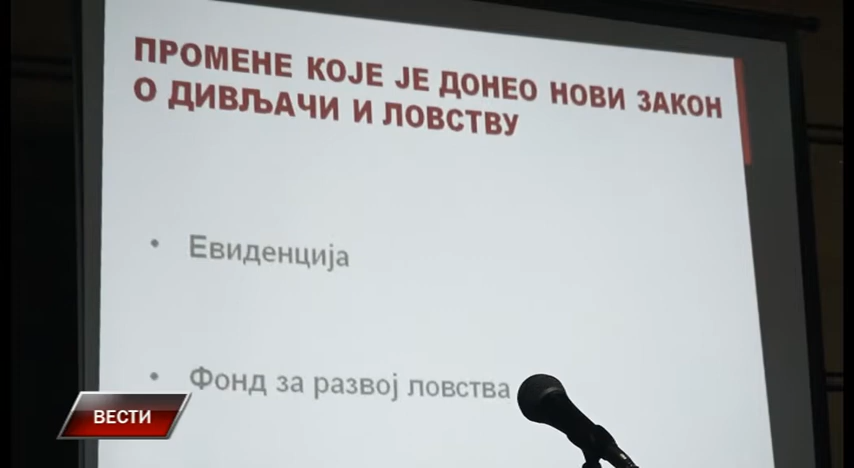 ПРОМЕНЕ КОЈЕ ЈЕ ДОНЕО НОВИ ЗАКОН
О ДИВЉАЧИ И ЛОВСТВУ
• Евиденција
• Фонд за развој ловства
ВЕСТИ